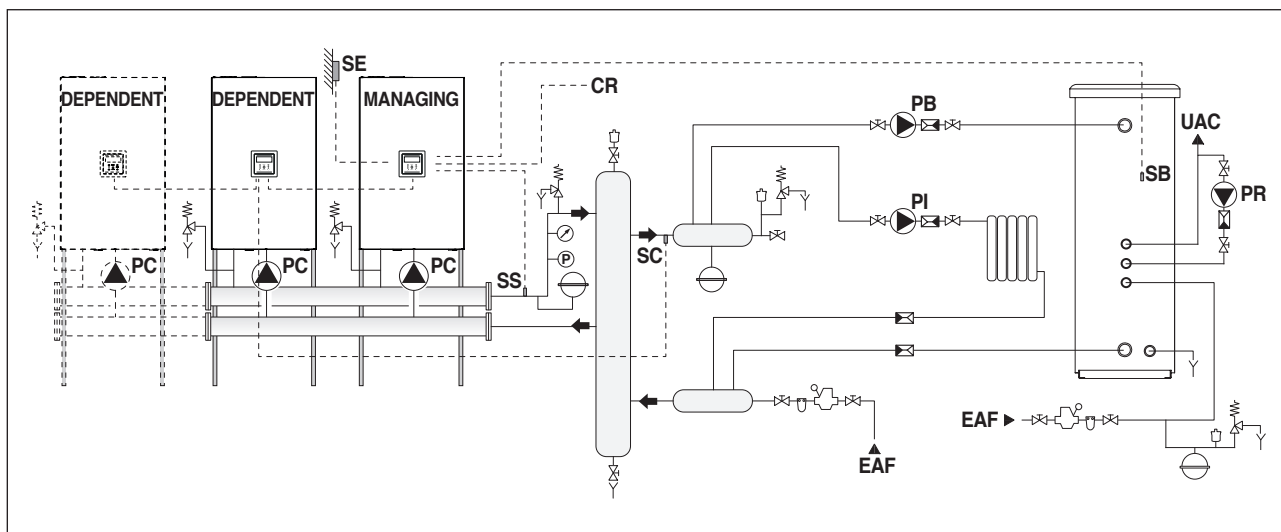 DEPENDENT
DEPENDENT
MANAGING
SE
CR
PB
UAC
SB
PR
PI
PC
PC
PC
SS
P
SC
EAF
EAF